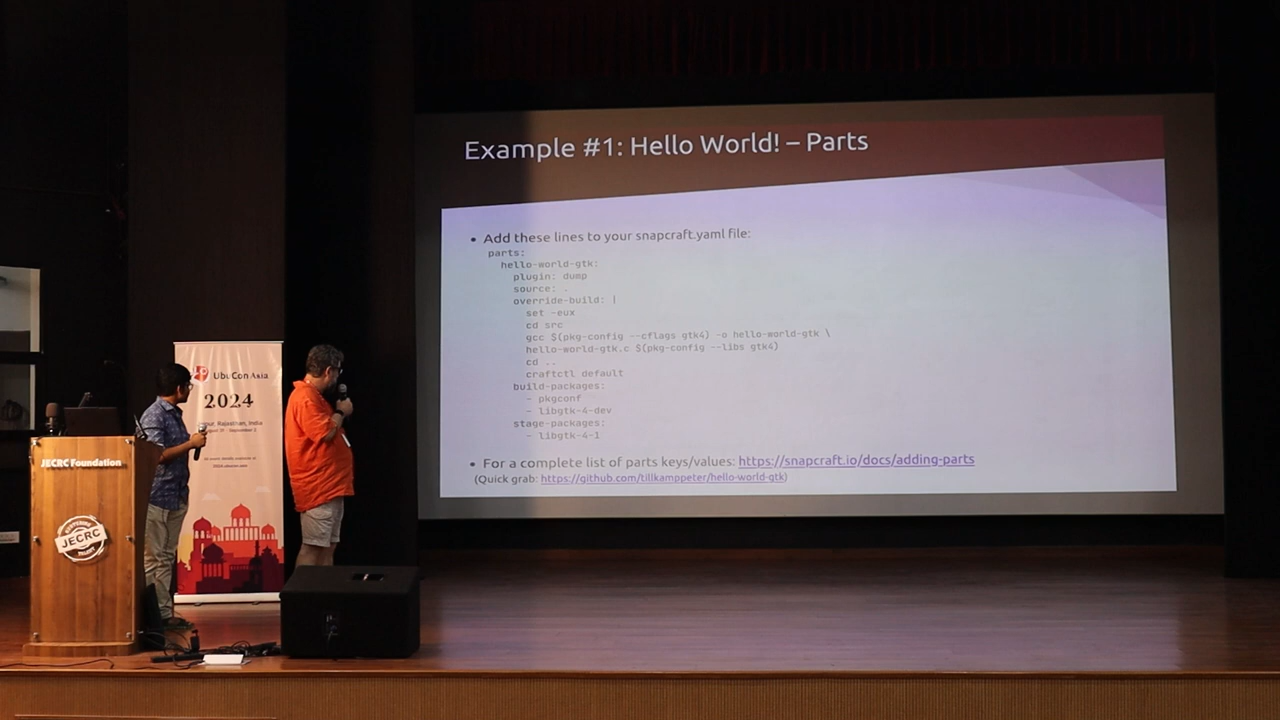 Example #1: Hello World! – Parts
• Add these lines to your snapcraft.yaml file:
parts:
hello-world-gtk:
plugin: dump
source: .
override-build: |
set -eux
cd src
gcc $(pkg-config --cflags gtk4) -o hello-world-gtk \
hello-world-gtk.c $(pkg-config --libs gtk4)
cd ..
craftctl default
build-packages:
- pkgconf
- libgtk-4-dev
stage-packages:
- libgtk-4-1
• For a complete list of parts keys/values: https://snapcraft.io/docs/adding-parts
(Quick grab: https://github.com/tillkamppeter/hello-world-gtk)
UbuCon Asia
2024
Rajasthan, India
JECRC Foundation
JECRC